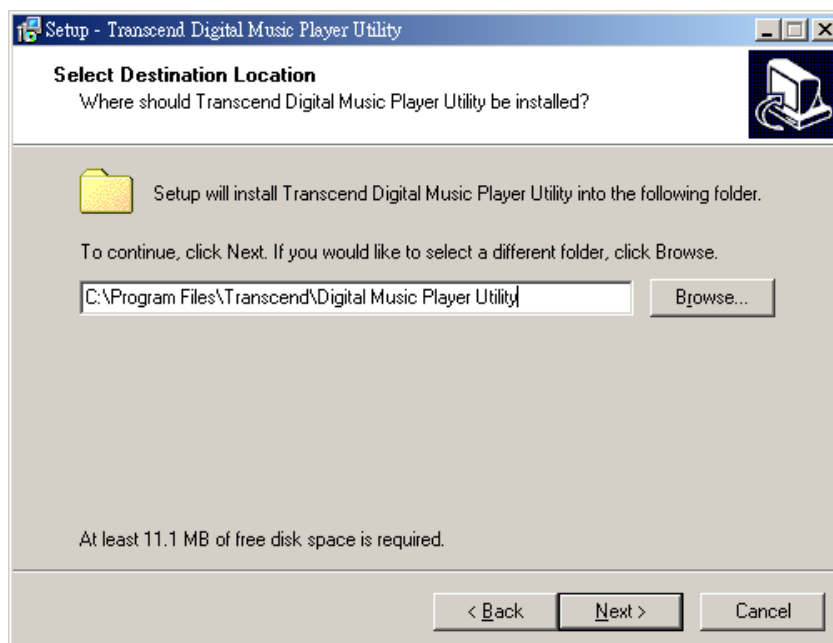 Setup - Transcend Digital Music Player Utility
Select Destination Location
Where should Transcend Digital Music Player Utility be installed?
Setup will install Transcend Digital Music Player Utility into the following folder.
To continue, click Next. If you would like to select a different folder, click Browse.
C:\Program Files\Transcend\Digital Music Player Utility
Browse...
At least 11.1 MB of free disk space is required.
< Back
Next >
Cancel